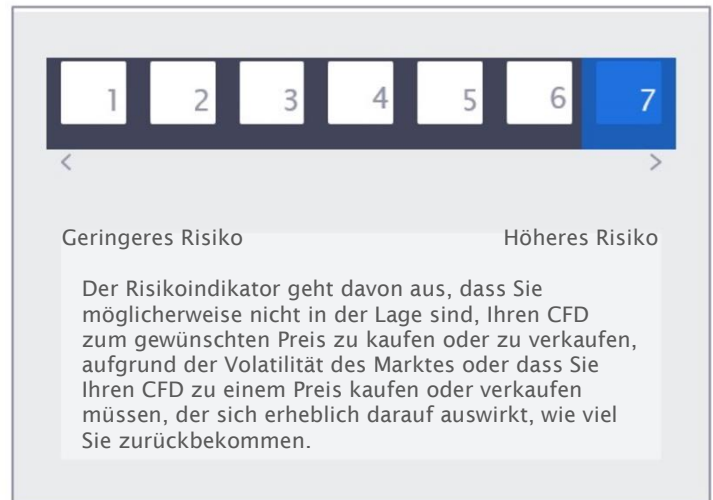 1 2 3 4 5 6 7
< >
Geringeres Risiko Höheres Risiko
Der Risikoindikator geht davon aus, dass Sie
möglicherweise nicht in der Lage sind, Ihren CFD
zum gewünschten Preis zu kaufen oder zu verkaufen,
aufgrund der Volatilität des Marktes oder dass Sie
Ihren CFD zu einem Preis kaufen oder verkaufen
müssen, der sich erheblich darauf auswirkt, wie viel
Sie zurückbekommen.